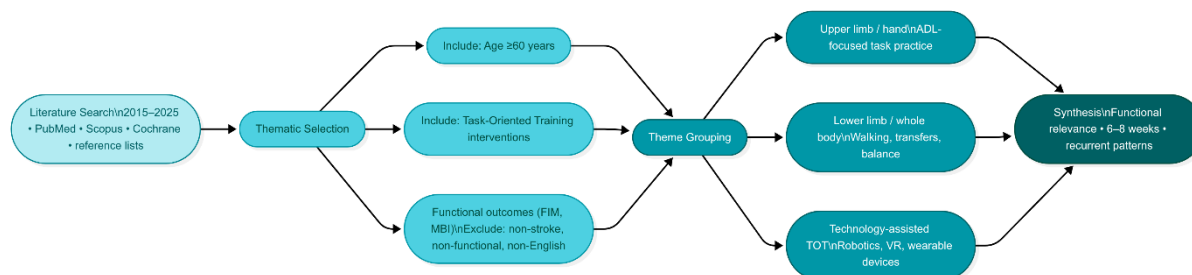 Literature Search\n2015–2025
• PubMed • Scopus • Cochrane
• reference lists
Thematic Selection
Include: Age ≥60 years
Include: Task-Oriented Training
interventions
Functional outcomes (FIM,
MBI)\nExclude: non-stroke,
non-functional, non-English
Theme Grouping
Upper limb / hand\nADL-
focused task practice
Lower limb / whole
body\nWalking, transfers,
balance
Technology-assisted
TOT\nRobotics, VR, wearable
devices
Synthesis\nFunctional
relevance • 6–8 weeks •
recurrent patterns